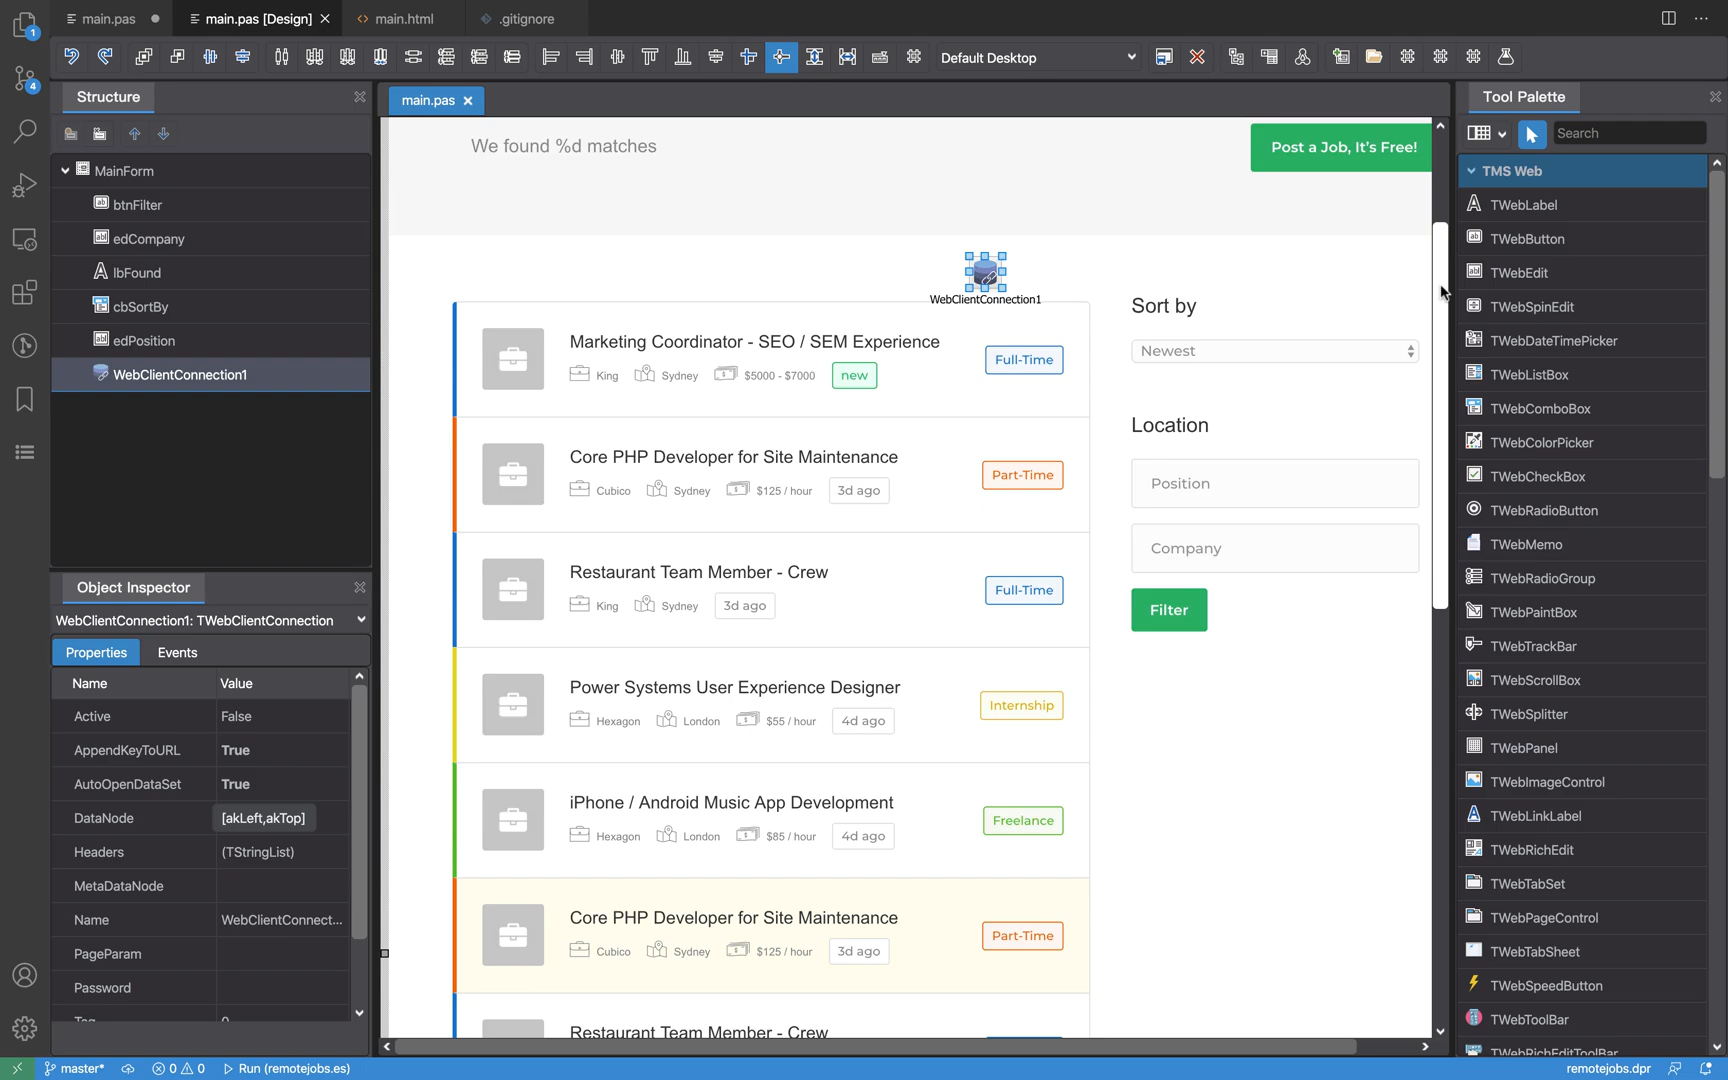 main.pas
main.pas [Design]
main.html
.gitignore
1
4
Default Desktop
Structure
MainForm
btnFilter
edCompany
lbFound
cbSortBy
edPosition
WebClientConnection1
Object Inspector
WebClientConnection1: TWebClientConnection
Properties
Events
Name
Value
Active
False
AppendKeyToURL
True
AutoOpenDataSet
True
DataNode
[akLeft,akTop]
Headers
(TStringList)
MetaDataNode
Name
WebClientConnect...
PageParam
Password
Tag
0
main.pas
We found %d matches
Post a Job, It's Free!
WebClientConnection1
Marketing Coordinator - SEO / SEM Experience
King
Sydney
$5000 - $7000
new
Full-Time
Core PHP Developer for Site Maintenance
Cubico
Sydney
$125 / hour
3d ago
Part-Time
Restaurant Team Member - Crew
King
Sydney
3d ago
Full-Time
Power Systems User Experience Designer
Hexagon
London
$55 / hour
4d ago
Internship
iPhone / Android Music App Development
Hexagon
London
$85 / hour
4d ago
Freelance
Core PHP Developer for Site Maintenance
Cubico
Sydney
$125 / hour
3d ago
Part-Time
Restaurant Team Member - Crew
Sort by
Newest
Location
Position
Company
Filter
Tool Palette
Search
TMS Web
TWebLabel
TWebButton
TWebEdit
TWebSpinEdit
TWebDateTimePicker
TWebListBox
TWebComboBox
TWebColorPicker
TWebCheckBox
TWebRadioButton
TWebMemo
TWebRadioGroup
TWebPaintBox
TWebTrackBar
TWebScrollBox
TWebSplitter
TWebPanel
TWebImageControl
TWebLinkLabel
TWebRichEdit
TWebTabSet
TWebPageControl
TWebTabSheet
TWebSpeedButton
TWebToolBar
TWebRichEditToolBar
master*
0
0
Run (remotejobs.es)
remotejobs.dpr